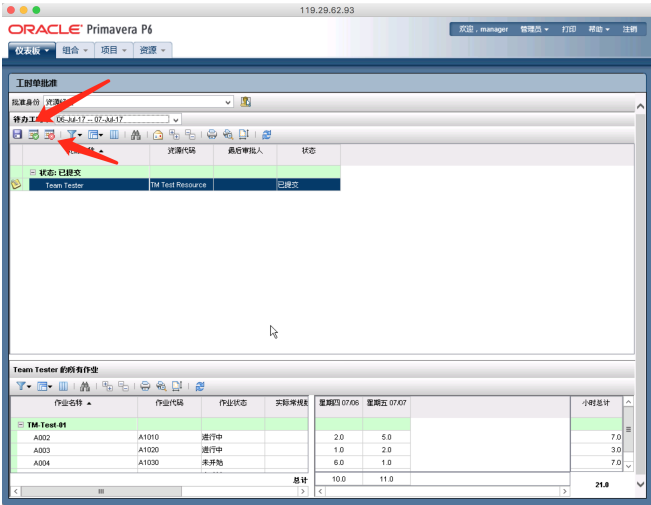 119.29.62.93
ORACLE Primavera P6
欢迎，manager 管理员 打印 帮助 注销
仪表板 组合 项目 资源
工时单批准
批准身份
06-Jul-17 -- 07-Jul-17
资源代码 最后审批人 状态
状态: 已提交
Team Tester TM Test Resource 已提交
Team Tester 的所有作业
作业名称 作业代码 作业状态 实际常规 星期四 07/06 星期五 07/07 小时总计
TM-Test-01
A002 A1010 进行中 2.0 5.0 7.0
A003 A1020 进行中 1.0 2.0 3.0
A004 A1030 未开始 6.0 1.0 7.0
总计 10.0 11.0 21.0